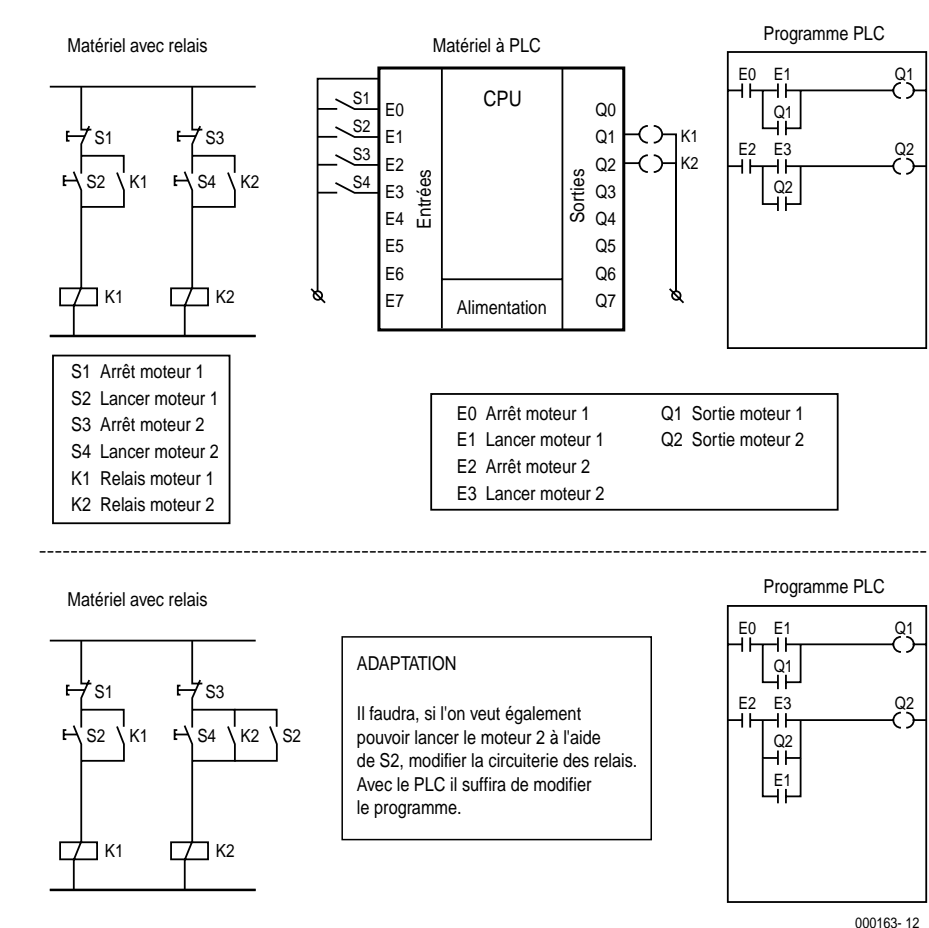 Matériel avec relais
Matériel à PLC
Programme PLC
S1
S3
S2
K1
S4
K2
K1
K2
S1
S2
S3
S4
E0
E1
E2
E3
E4
E5
E6
E7
Entrées
CPU
Alimentation
Sorties
Q0
Q1
Q2
Q3
Q4
Q5
Q6
Q7
K1
K2
E0 E1 Q1
Q1
E2 E3 Q2
Q2
S1 Arrêt moteur 1
S2 Lancer moteur 1
S3 Arrêt moteur 2
S4 Lancer moteur 2
K1 Relais moteur 1
K2 Relais moteur 2
E0 Arrêt moteur 1 Q1 Sortie moteur 1
E1 Lancer moteur 1 Q2 Sortie moteur 2
E2 Arrêt moteur 2
E3 Lancer moteur 2
Matériel avec relais
Programme PLC
S1
S3
S2
K1
S4
K2
S2
K1
K2
ADAPTATION
Il faudra, si l'on veut également
pouvoir lancer le moteur 2 à l'aide
de S2, modifier la circuiterie des relais.
Avec le PLC il suffira de modifier
le programme.
E0 E1 Q1
Q1
E2 E3 Q2
Q2
E1
000163- 12